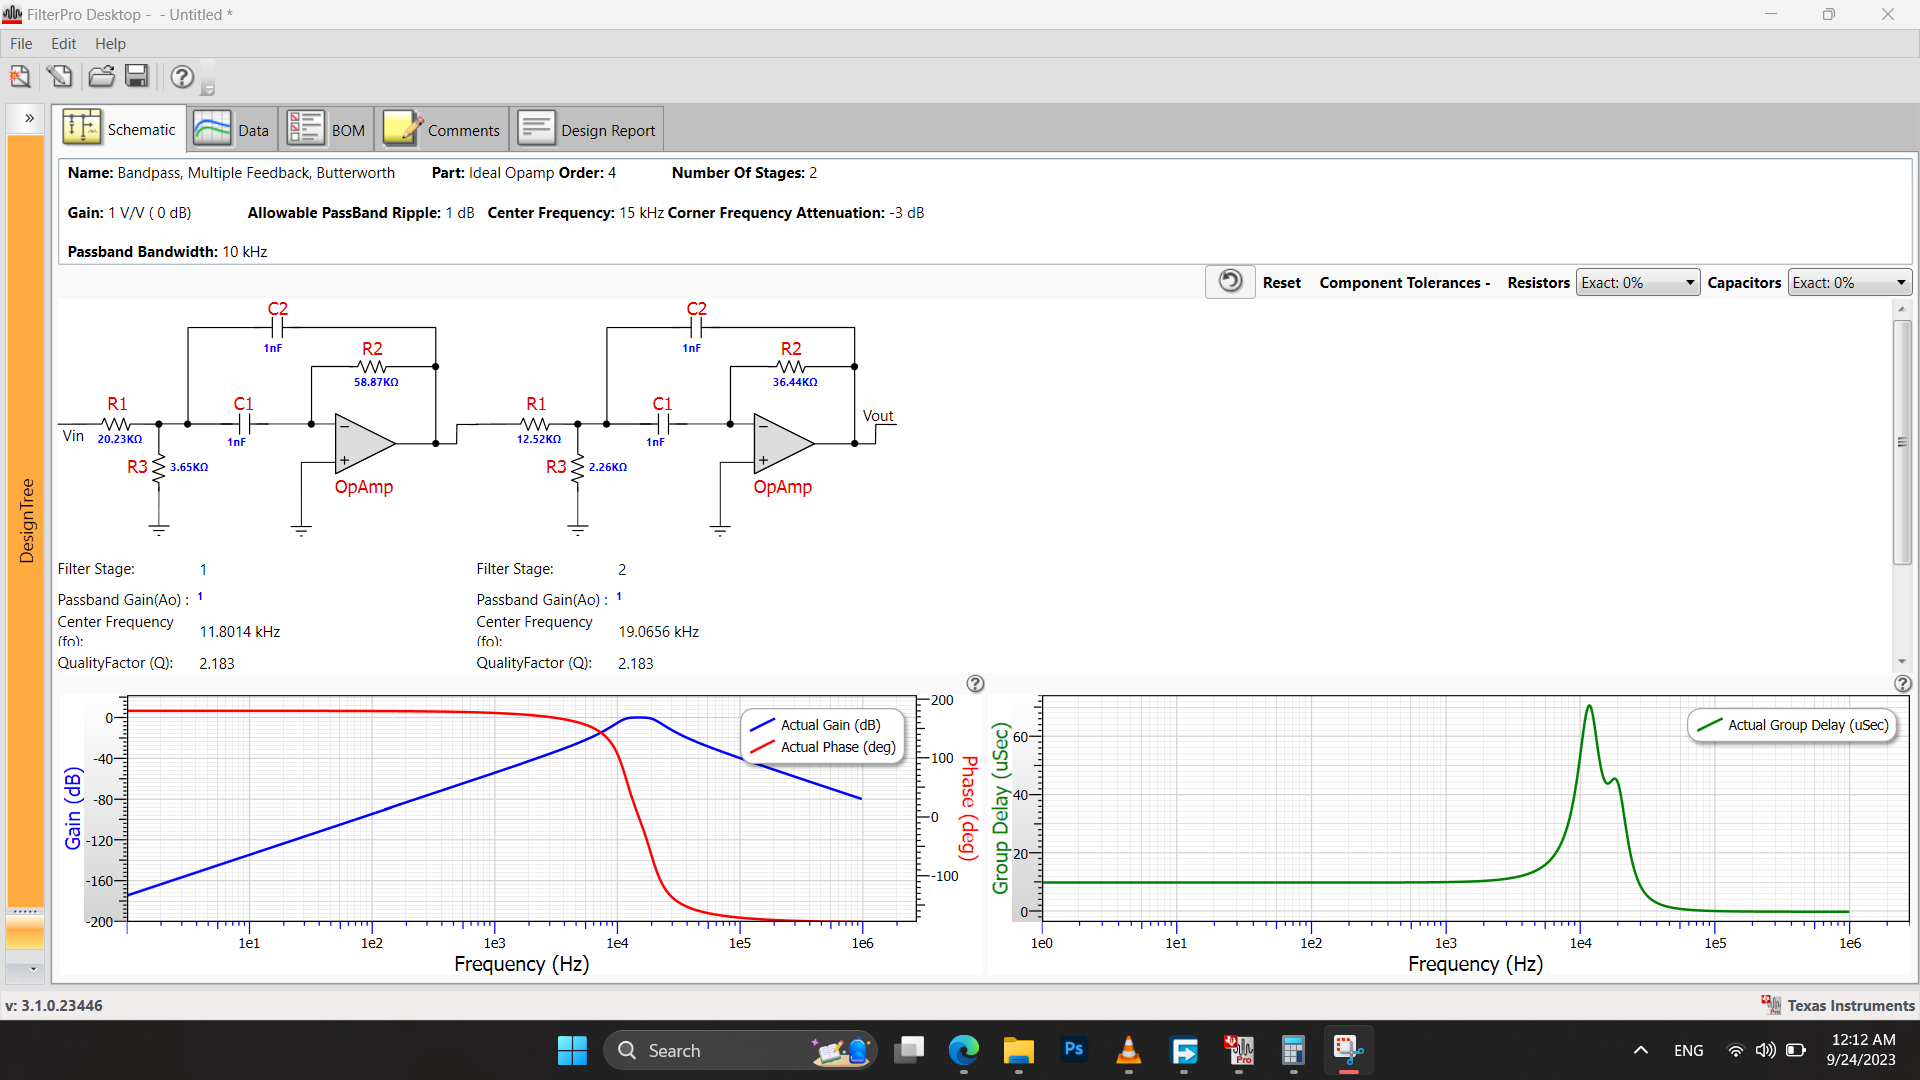 FilterPro Desktop -  - Untitled *
File Edit Help
Schematic Data BOM Comments Design Report
Name: Bandpass, Multiple Feedback, Butterworth Part: Ideal Opamp Order: 4 Number Of Stages: 2
Gain: 1 V/V ( 0 dB) Allowable PassBand Ripple: 1 dB Center Frequency: 15 kHz Corner Frequency Attenuation: -3 dB
Passband Bandwidth: 10 kHz
Reset Component Tolerances - Resistors Exact: 0% Capacitors Exact: 0%
DesignTree
C2
1nF
R2
58.87KΩ
R1
20.23KΩ
C1
1nF
Vin
R3 3.65KΩ
OpAmp
C2
1nF
R2
36.44KΩ
R1
12.52KΩ
C1
1nF
Vout
R3 2.26KΩ
OpAmp
Filter Stage: 1
Passband Gain(Ao) : 1
Center Frequency
(fo): 11.8014 kHz
QualityFactor (Q): 2.183
Filter Stage: 2
Passband Gain(Ao) : 1
Center Frequency
(fo): 19.0656 kHz
QualityFactor (Q): 2.183
Gain (dB)
0
-40
-80
-120
-160
-200
Actual Gain (dB)
Actual Phase (deg)
200
100
0
-100
Phase (deg)
1e1 1e2 1e3 1e4 1e5 1e6
Frequency (Hz)
Group Delay (uSec)
60
40
20
0
Actual Group Delay (uSec)
1e0 1e1 1e2 1e3 1e4 1e5 1e6
Frequency (Hz)
v: 3.1.0.23446
Texas Instruments
Search
Ps
Pro
ENG
12:12 AM
9/24/2023